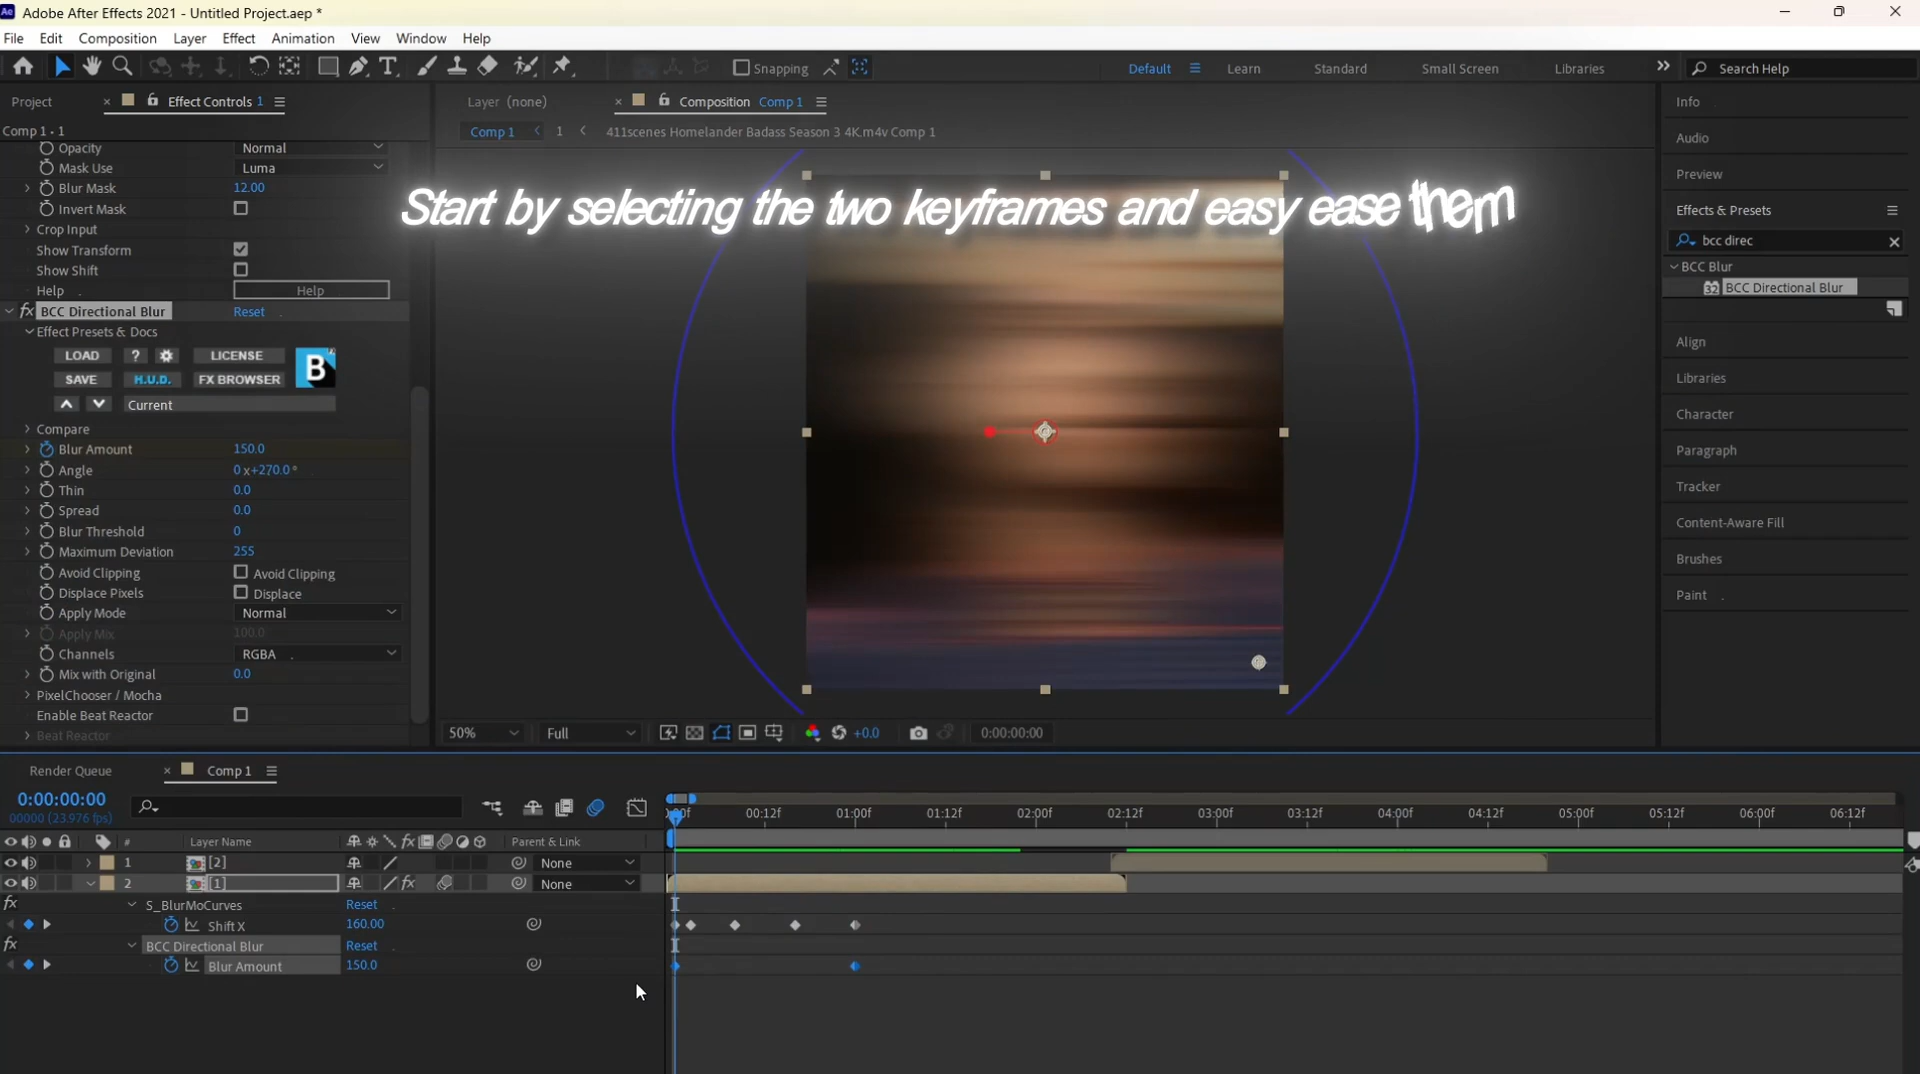 Adobe After Effects 2021 - Untitled Project.aep *
File Edit Composition Layer Effect Animation View Window Help
Snapping Default Learn Standard Small Screen Libraries Search Help
Project Effect Controls 1
Layer (none) Composition Comp 1
Comp 1 • 1
Comp 1 1 411scenes Homelander Badass Season 3 4K.m4v Comp 1
Opacity Normal
Mask Use Luma
Blur Mask 12.00
Invert Mask
Crop Input
Show Transform
Show Shift
Help Help
BCC Directional Blur Reset
Effect Presets & Docs
LOAD ? LICENSE
SAVE H.U.D. FX BROWSER
B
Current
Compare
Blur Amount 150.0
Angle 0 x+270.0 °
Thin 0.0
Spread 0.0
Blur Threshold 0
Maximum Deviation 255
Avoid Clipping Avoid Clipping
Displace Pixels Displace
Apply Mode Normal
Apply Mix 100.0
Channels RGBA
Mix with Original 0.0
PixelChooser / Mocha
Enable Beat Reactor
Beat Reactor
Start by selecting the two keyframes and easy ease them
50% Full +0.0 0:00:00:00
Info
Audio
Preview
Effects & Presets
bcc direc
BCC Blur
32 BCC Directional Blur
Align
Libraries
Character
Paragraph
Tracker
Content-Aware Fill
Brushes
Paint
Render Queue Comp 1
0:00:00:00
00000 (23.976 fps)
00f 00:12f 01:00f 01:12f 02:00f 02:12f 03:00f 03:12f 04:00f 04:12f 05:00f 05:12f 06:00f 06:12f
# Layer Name fx Parent & Link
1 [2] None
2 [1] fx None
fx S_BlurMoCurves Reset
Shift X 160.00
fx BCC Directional Blur Reset
Blur Amount 150.0